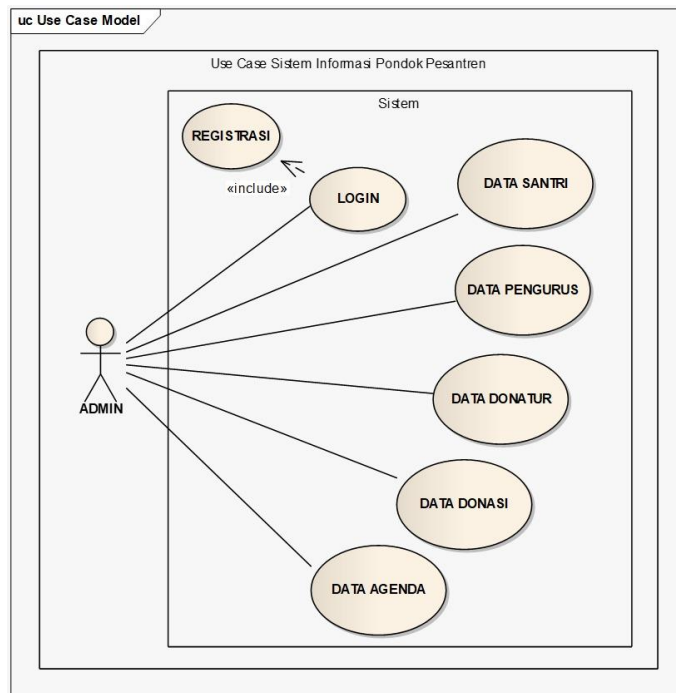 uc Use Case Model
Use Case Sistem Informasi Pondok Pesantren
Sistem
REGISTRASI
«include»
LOGIN
DATA SANTRI
DATA PENGURUS
ADMIN
DATA DONATUR
DATA DONASI
DATA AGENDA